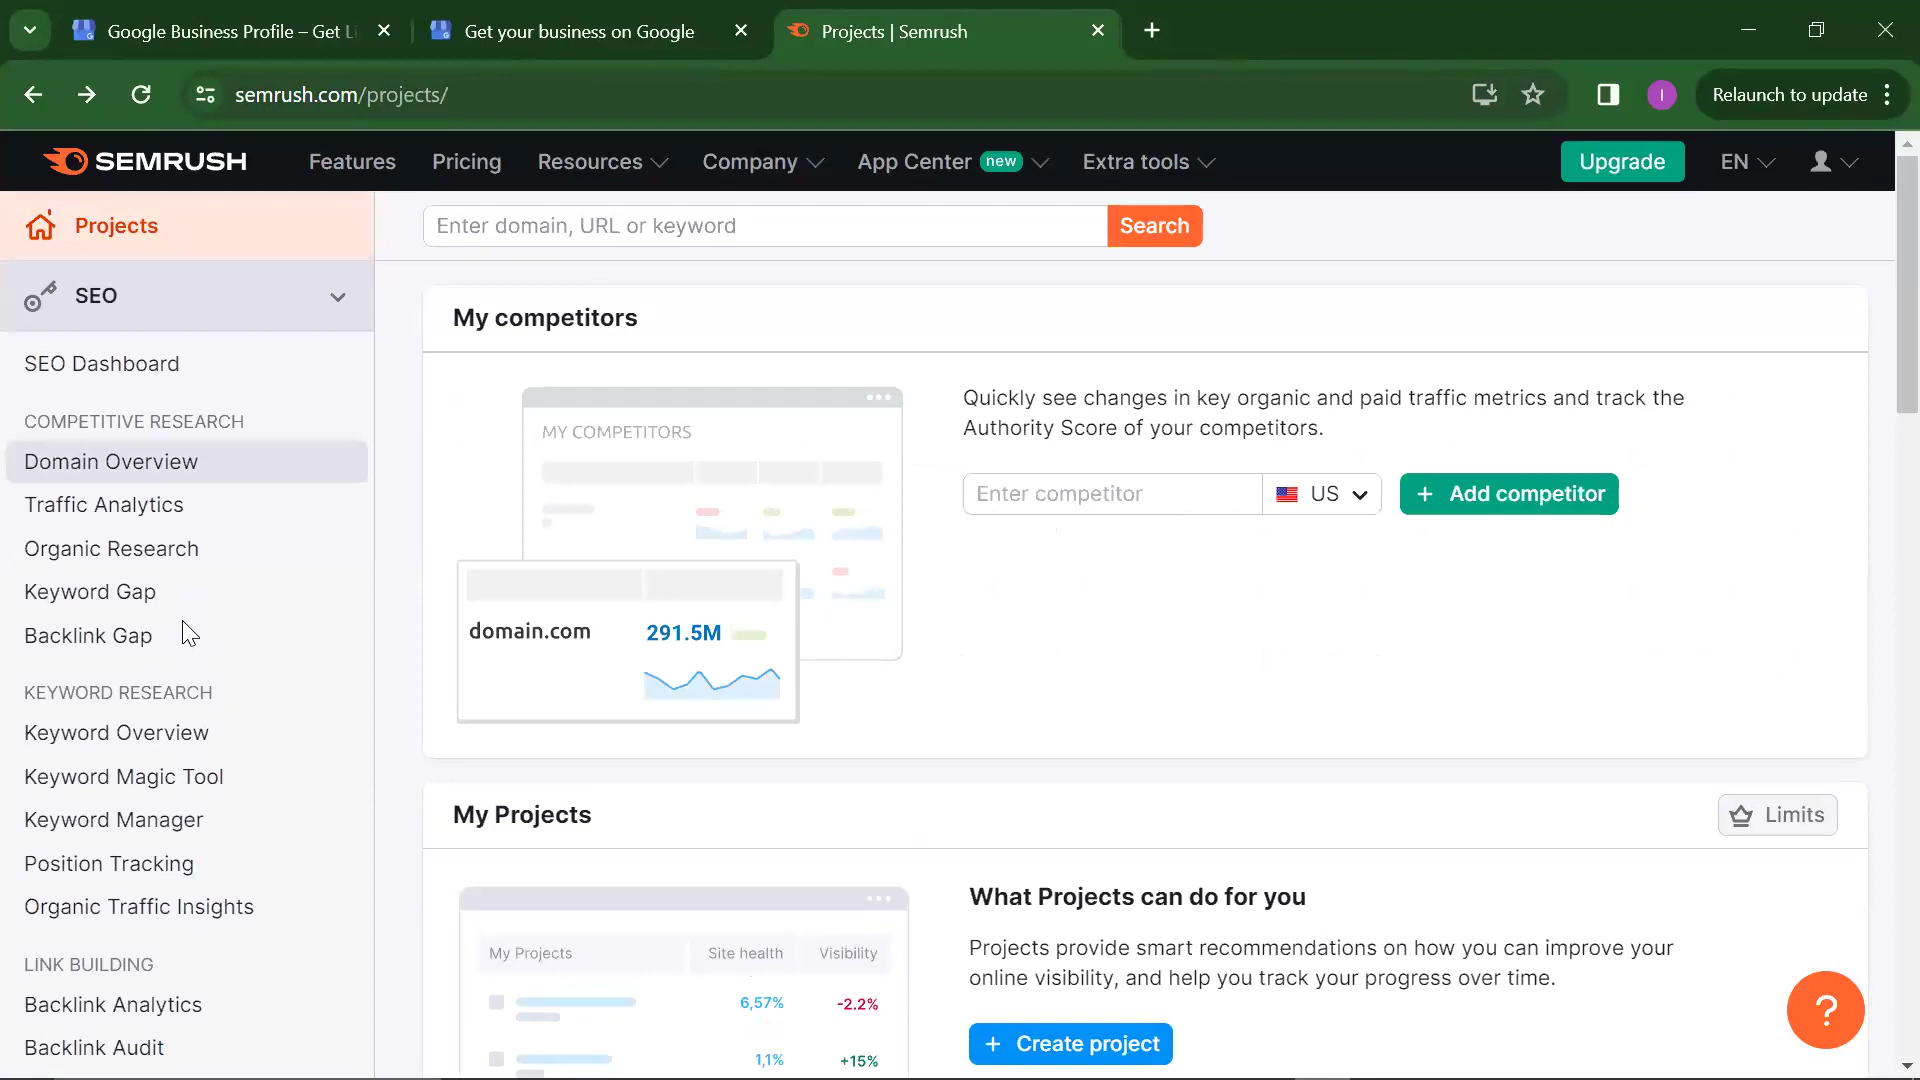 Google Business Profile – Get Li
Get your business on Google
Projects | Semrush
semrush.com/projects/
I
Relaunch to update
SEMRUSH
Features
Pricing
Resources
Company
App Center new
Extra tools
Upgrade
EN
Projects
Enter domain, URL or keyword
Search
SEO
SEO Dashboard
COMPETITIVE RESEARCH
Domain Overview
Traffic Analytics
Organic Research
Keyword Gap
Backlink Gap
KEYWORD RESEARCH
Keyword Overview
Keyword Magic Tool
Keyword Manager
Position Tracking
Organic Traffic Insights
LINK BUILDING
Backlink Analytics
Backlink Audit
My competitors
MY COMPETITORS
domain.com 291.5M
Quickly see changes in key organic and paid traffic metrics and track the
Authority Score of your competitors.
Enter competitor
US
+ Add competitor
My Projects
Limits
My Projects Site health Visibility
6,57% -2.2%
1,1% +15%
What Projects can do for you
Projects provide smart recommendations on how you can improve your
online visibility, and help you track your progress over time.
+ Create project
?